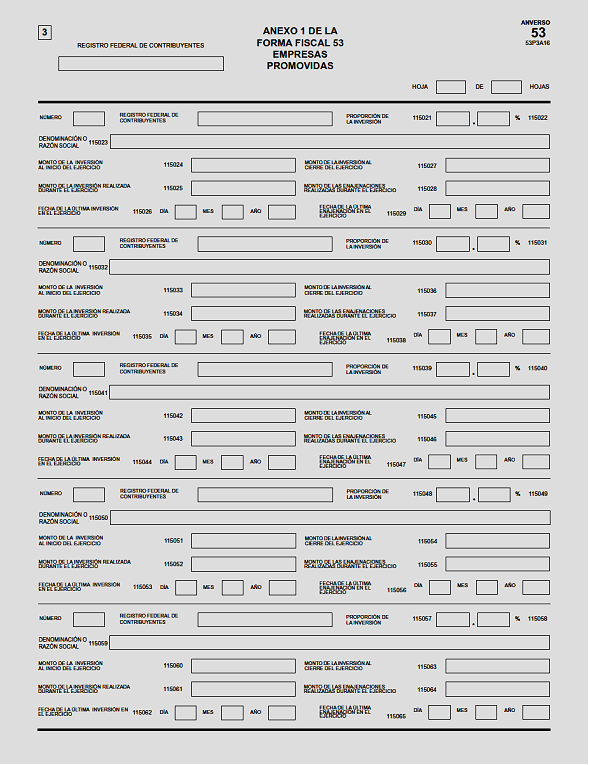 3
REGISTRO FEDERAL DE CONTRIBUYENTES
ANEXO 1 DE LA
FORMA FISCAL 53
EMPRESAS
PROMOVIDAS
ANVERSO
53
53P3A16
HOJA DE HOJAS
NÚMERO REGISTRO FEDERAL DE CONTRIBUYENTES PROPORCIÓN DE LA INVERSIÓN 115021 . % 115022
DENOMINACIÓN O RAZÓN SOCIAL 115023
MONTO DE LA INVERSIÓN AL INICIO DEL EJERCICIO 115024 MONTO DE LA INVERSIÓN AL CIERRE DEL EJERCICIO 115027
MONTO DE LA INVERSIÓN REALIZADA DURANTE EL EJERCICIO 115025 MONTO DE LAS ENAJENACIONES REALIZADAS DURANTE EL EJERCICIO 115028
FECHA DE LA ÚLTIMA INVERSIÓN EN EL EJERCICIO 115026 DÍA MES AÑO FECHA DE LA ÚLTIMA ENAJENACIÓN EN EL EJERCICIO 115029 DÍA MES AÑO
NÚMERO REGISTRO FEDERAL DE CONTRIBUYENTES PROPORCIÓN DE LA INVERSIÓN 115030 . % 115031
DENOMINACIÓN O RAZÓN SOCIAL 115032
MONTO DE LA INVERSIÓN AL INICIO DEL EJERCICIO 115033 MONTO DE LA INVERSIÓN AL CIERRE DEL EJERCICIO 115036
MONTO DE LA INVERSIÓN REALIZADA DURANTE EL EJERCICIO 115034 MONTO DE LAS ENAJENACIONES REALIZADAS DURANTE EL EJERCICIO 115037
FECHA DE LA ÚLTIMA INVERSIÓN EN EL EJERCICIO 115035 DÍA MES AÑO FECHA DE LA ÚLTIMA ENAJENACIÓN EN EL EJERCICIO 115038 DÍA MES AÑO
NÚMERO REGISTRO FEDERAL DE CONTRIBUYENTES PROPORCIÓN DE LA INVERSIÓN 115039 . % 115040
DENOMINACIÓN O RAZÓN SOCIAL 115041
MONTO DE LA INVERSIÓN AL INICIO DEL EJERCICIO 115042 MONTO DE LA INVERSIÓN AL CIERRE DEL EJERCICIO 115045
MONTO DE LA INVERSIÓN REALIZADA DURANTE EL EJERCICIO 115043 MONTO DE LAS ENAJENACIONES REALIZADAS DURANTE EL EJERCICIO 115046
FECHA DE LA ÚLTIMA INVERSIÓN EN EL EJERCICIO 115044 DÍA MES AÑO FECHA DE LA ÚLTIMA ENAJENACIÓN EN EL EJERCICIO 115047 DÍA MES AÑO
NÚMERO REGISTRO FEDERAL DE CONTRIBUYENTES PROPORCIÓN DE LA INVERSIÓN 115048 . % 115049
DENOMINACIÓN O RAZÓN SOCIAL 115050
MONTO DE LA INVERSIÓN AL INICIO DEL EJERCICIO 115051 MONTO DE LA INVERSIÓN AL CIERRE DEL EJERCICIO 115054
MONTO DE LA INVERSIÓN REALIZADA DURANTE EL EJERCICIO 115052 MONTO DE LAS ENAJENACIONES REALIZADAS DURANTE EL EJERCICIO 115055
FECHA DE LA ÚLTIMA INVERSIÓN EN EL EJERCICIO 115053 DÍA MES AÑO FECHA DE LA ÚLTIMA ENAJENACIÓN EN EL EJERCICIO 115056 DÍA MES AÑO
NÚMERO REGISTRO FEDERAL DE CONTRIBUYENTES PROPORCIÓN DE LA INVERSIÓN 115057 . % 115058
DENOMINACIÓN O RAZÓN SOCIAL 115059
MONTO DE LA INVERSIÓN AL INICIO DEL EJERCICIO 115060 MONTO DE LA INVERSIÓN AL CIERRE DEL EJERCICIO 115063
MONTO DE LA INVERSIÓN REALIZADA DURANTE EL EJERCICIO 115061 MONTO DE LAS ENAJENACIONES REALIZADAS DURANTE EL EJERCICIO 115064
FECHA DE LA ÚLTIMA INVERSIÓN EN EL EJERCICIO 115062 DÍA MES AÑO FECHA DE LA ÚLTIMA ENAJENACIÓN EN EL EJERCICIO 115065 DÍA MES AÑO